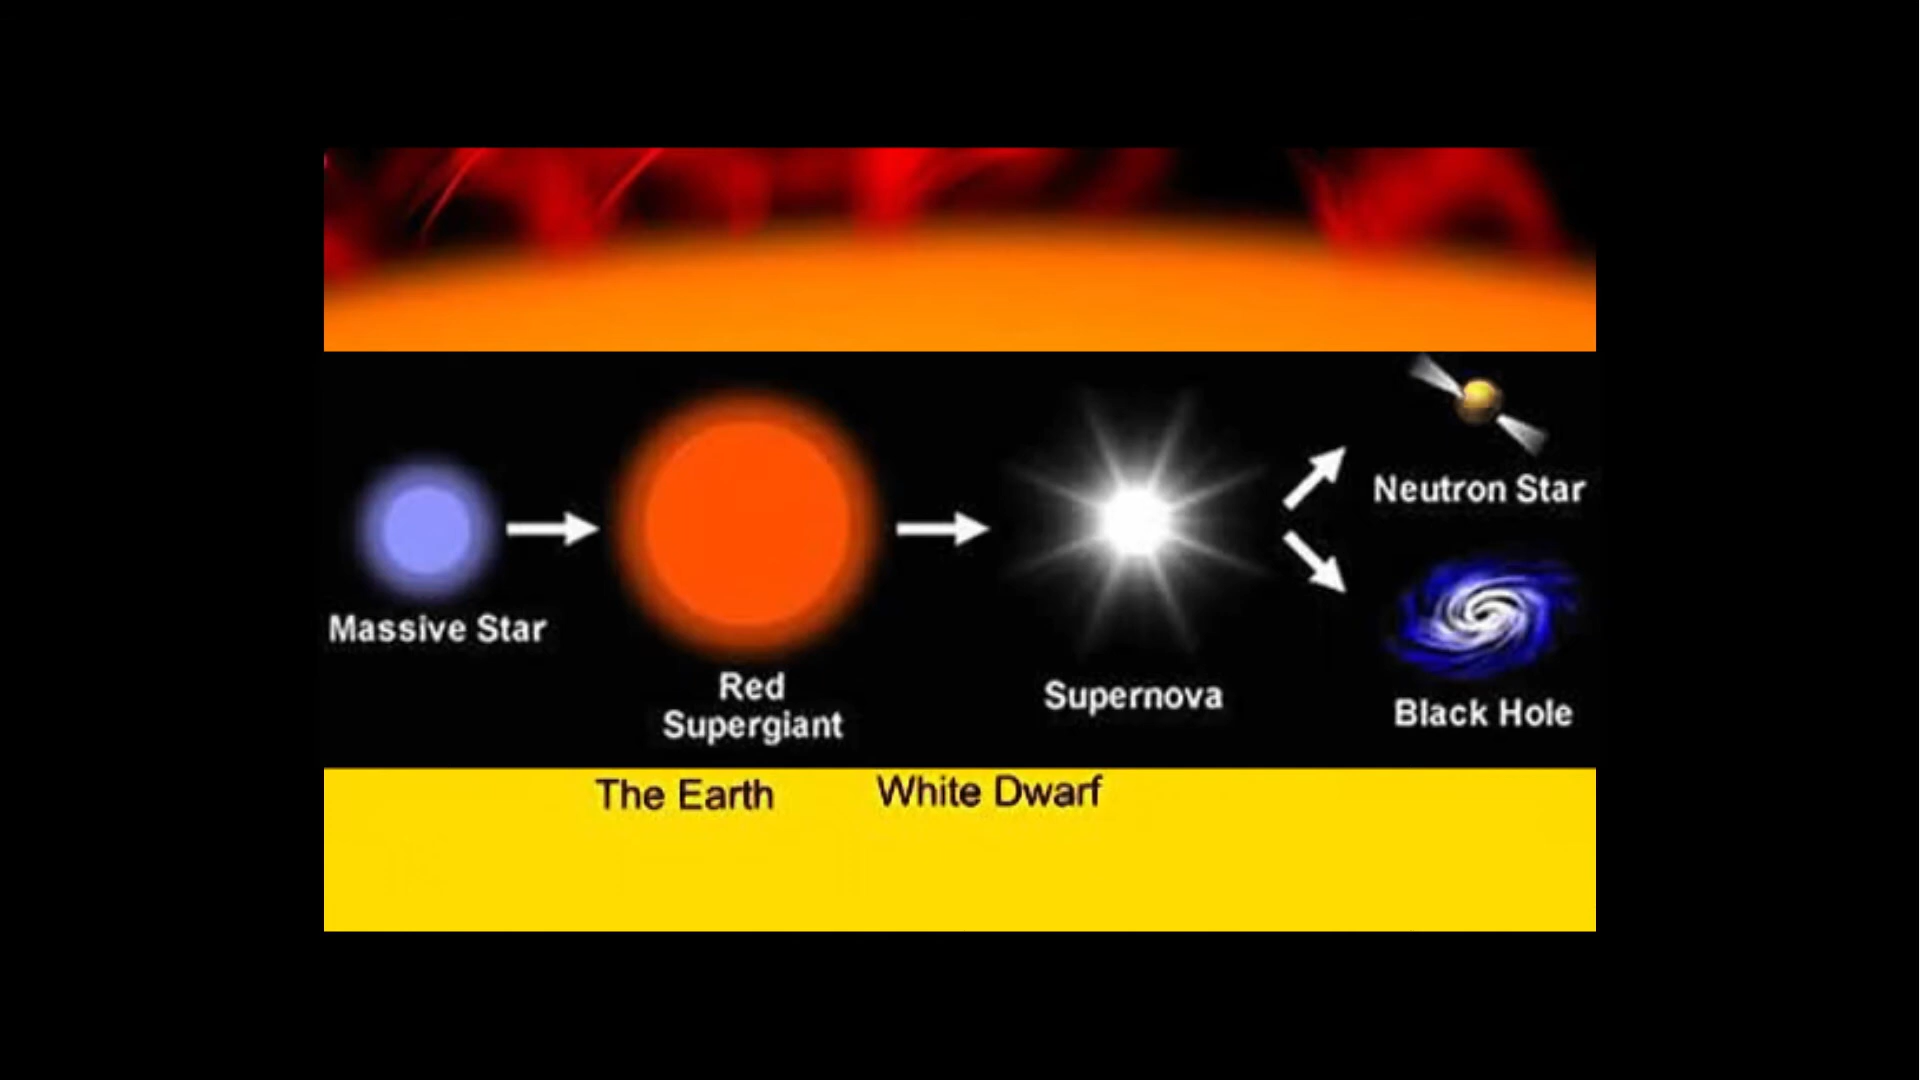 Neutron Star
Massive Star
Red
Supergiant
Supernova
Black Hole
The Earth
White Dwarf